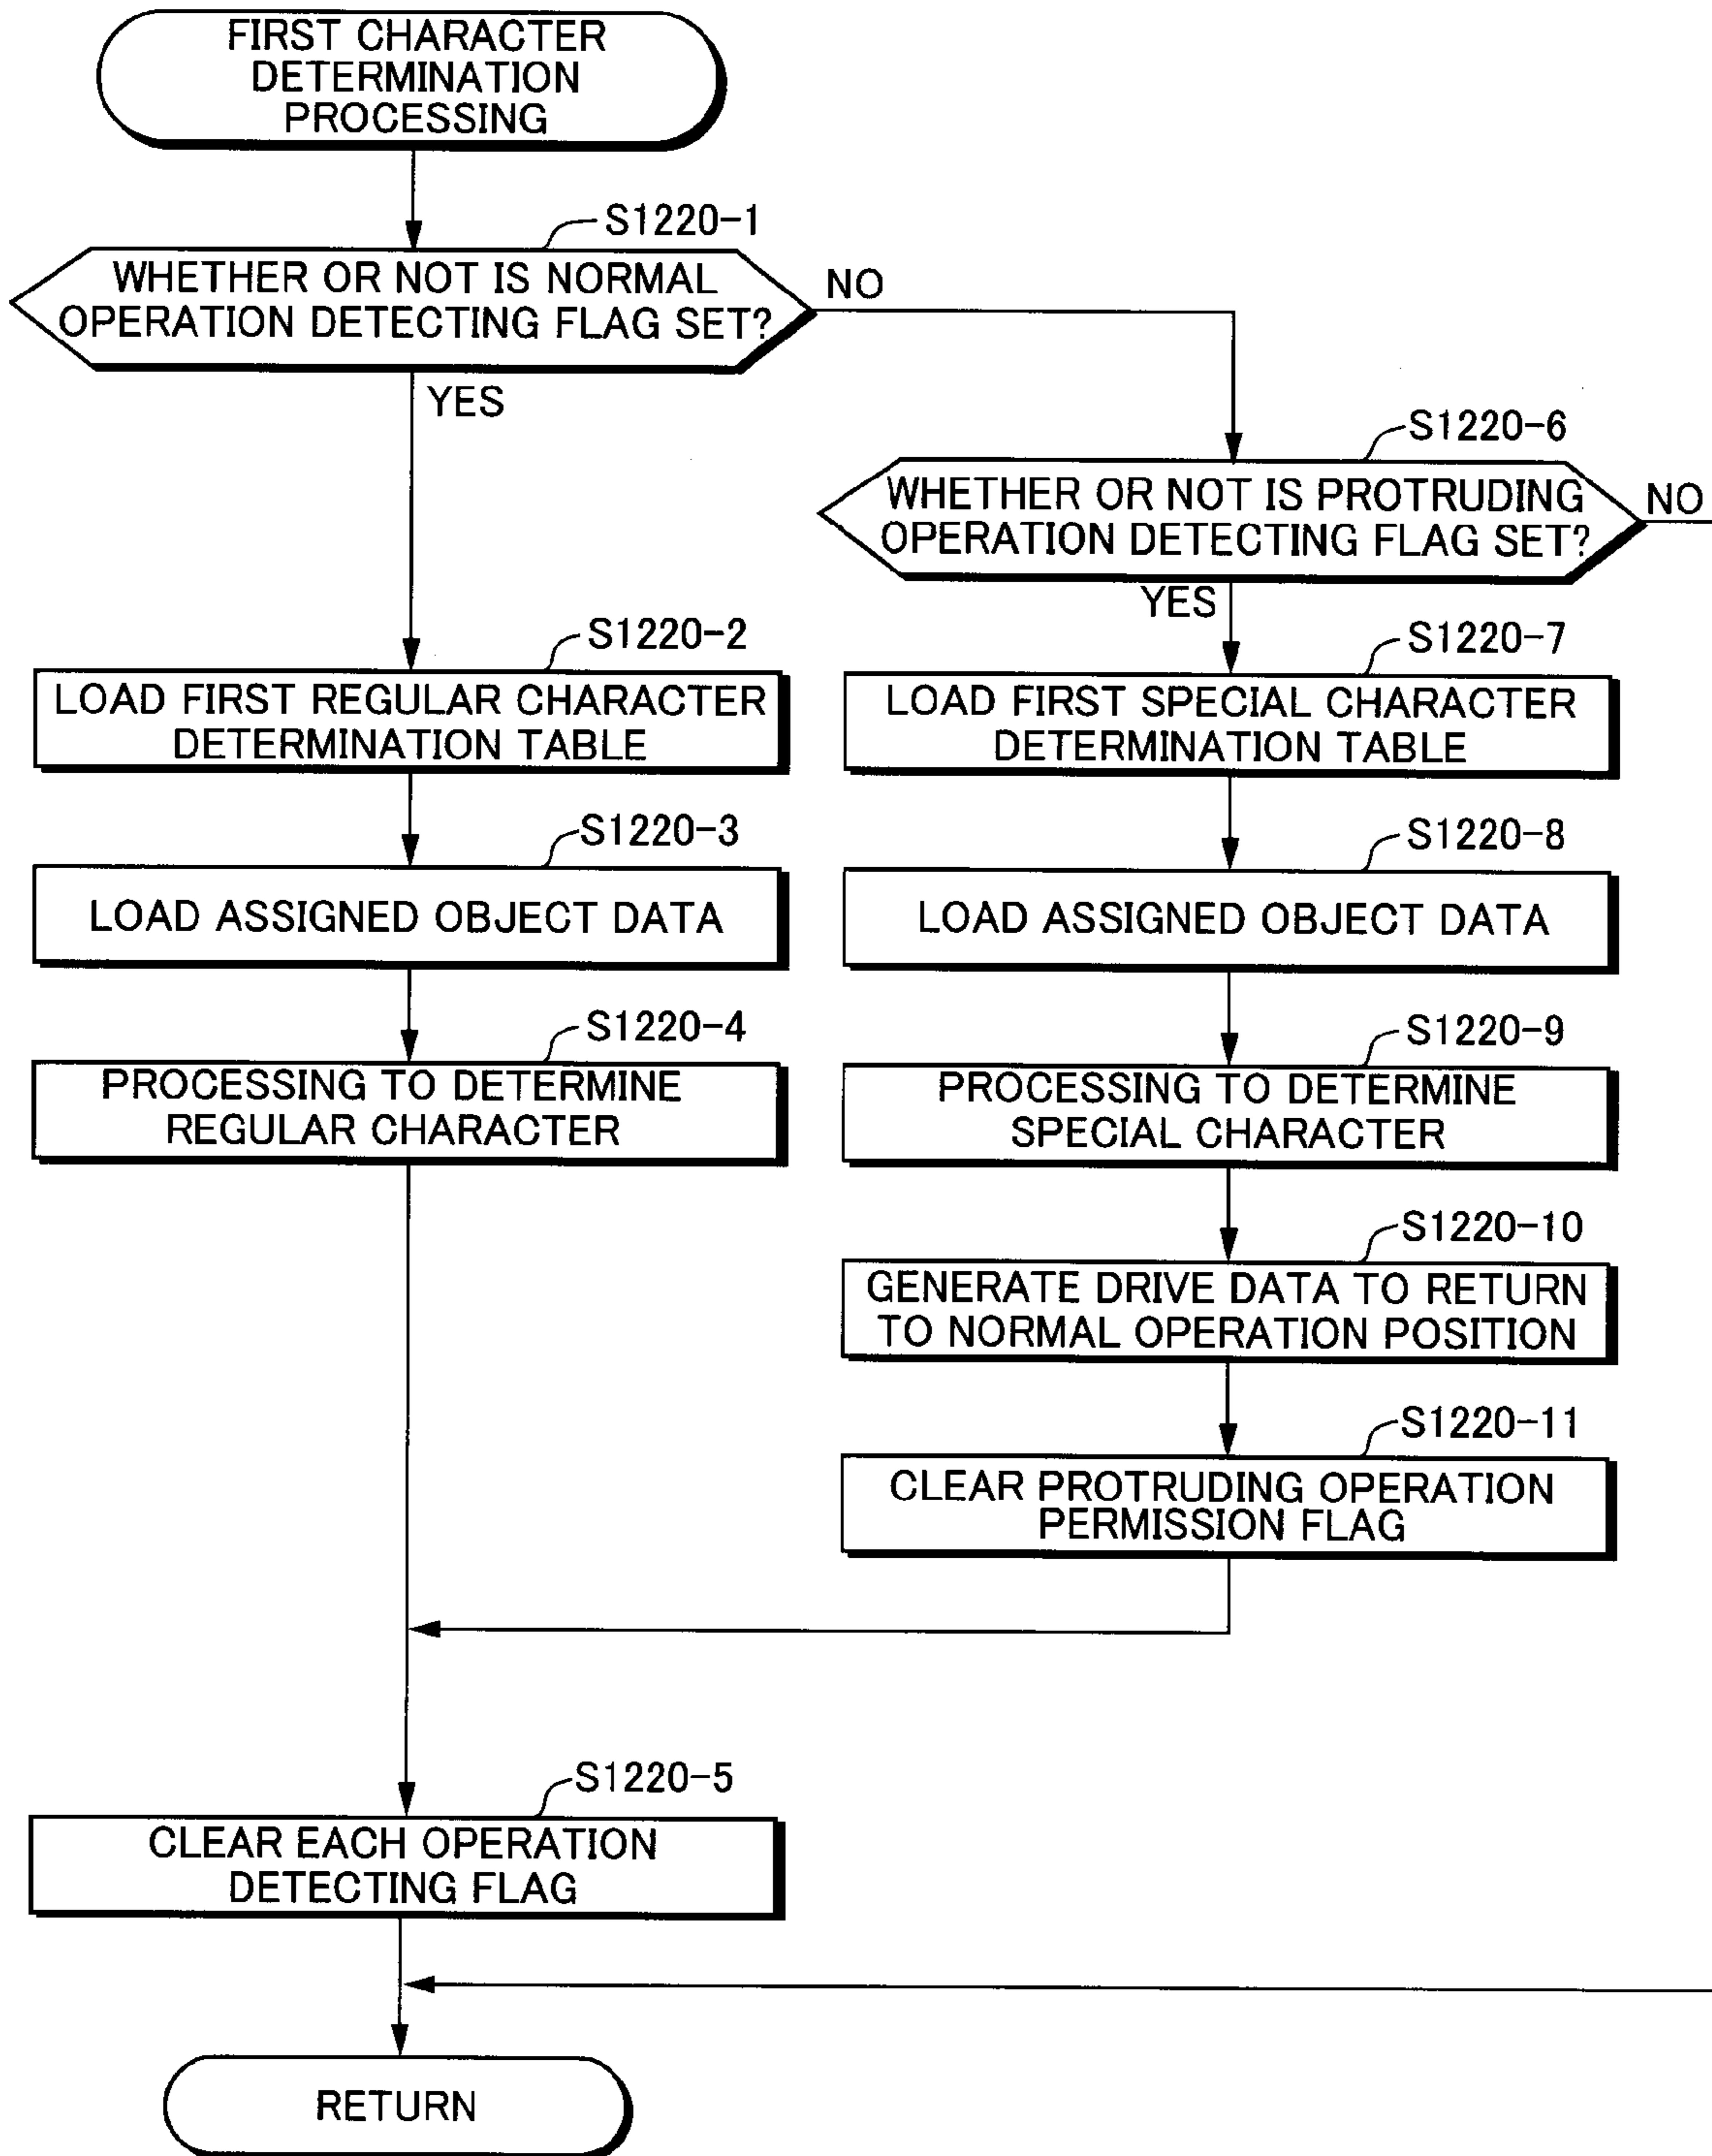 FIRST CHARACTER
DETERMINATION
PROCESSING
S1220-1
WHETHER OR NOT IS NORMAL
OPERATION DETECTING FLAG SET?
NO
YES
S1220-6
WHETHER OR NOT IS PROTRUDING
OPERATION DETECTING FLAG SET?
NO
YES
S1220-2
LOAD FIRST REGULAR CHARACTER
DETERMINATION TABLE
S1220-7
LOAD FIRST SPECIAL CHARACTER
DETERMINATION TABLE
S1220-3
LOAD ASSIGNED OBJECT DATA
S1220-8
LOAD ASSIGNED OBJECT DATA
S1220-4
PROCESSING TO DETERMINE
REGULAR CHARACTER
S1220-9
PROCESSING TO DETERMINE
SPECIAL CHARACTER
S1220-10
GENERATE DRIVE DATA TO RETURN
TO NORMAL OPERATION POSITION
S1220-11
CLEAR PROTRUDING OPERATION
PERMISSION FLAG
S1220-5
CLEAR EACH OPERATION
DETECTING FLAG
RETURN